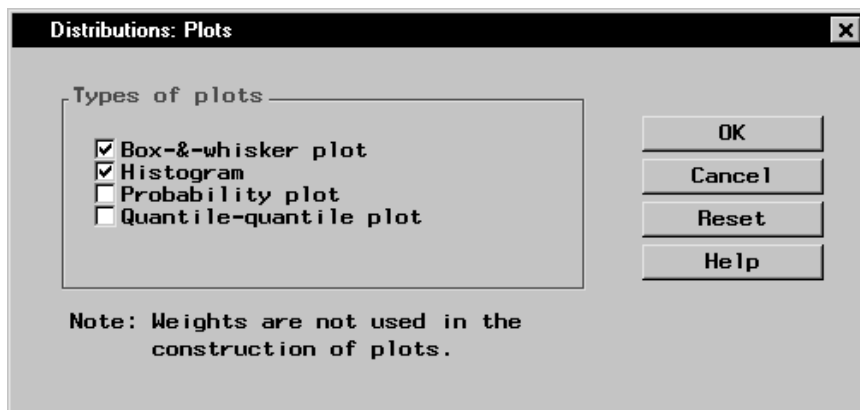 Distributions: Plots
Types of plots
Box-&-whisker plot
Histogram
Probability plot
Quantile-quantile plot
OK
Cancel
Reset
Help
Note: Weights are not used in the
construction of plots.